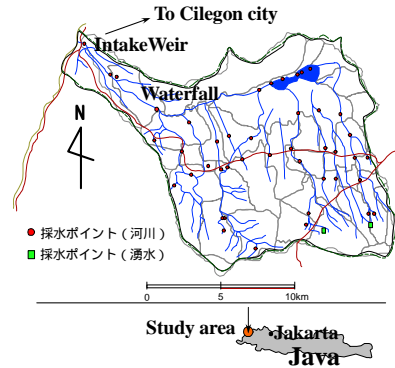 To Cilegon city
IntakeWeir
Waterfall
N
採水ポイント（河川）
採水ポイント（湧水）
0 5 10km
Study area
Jakarta
Java